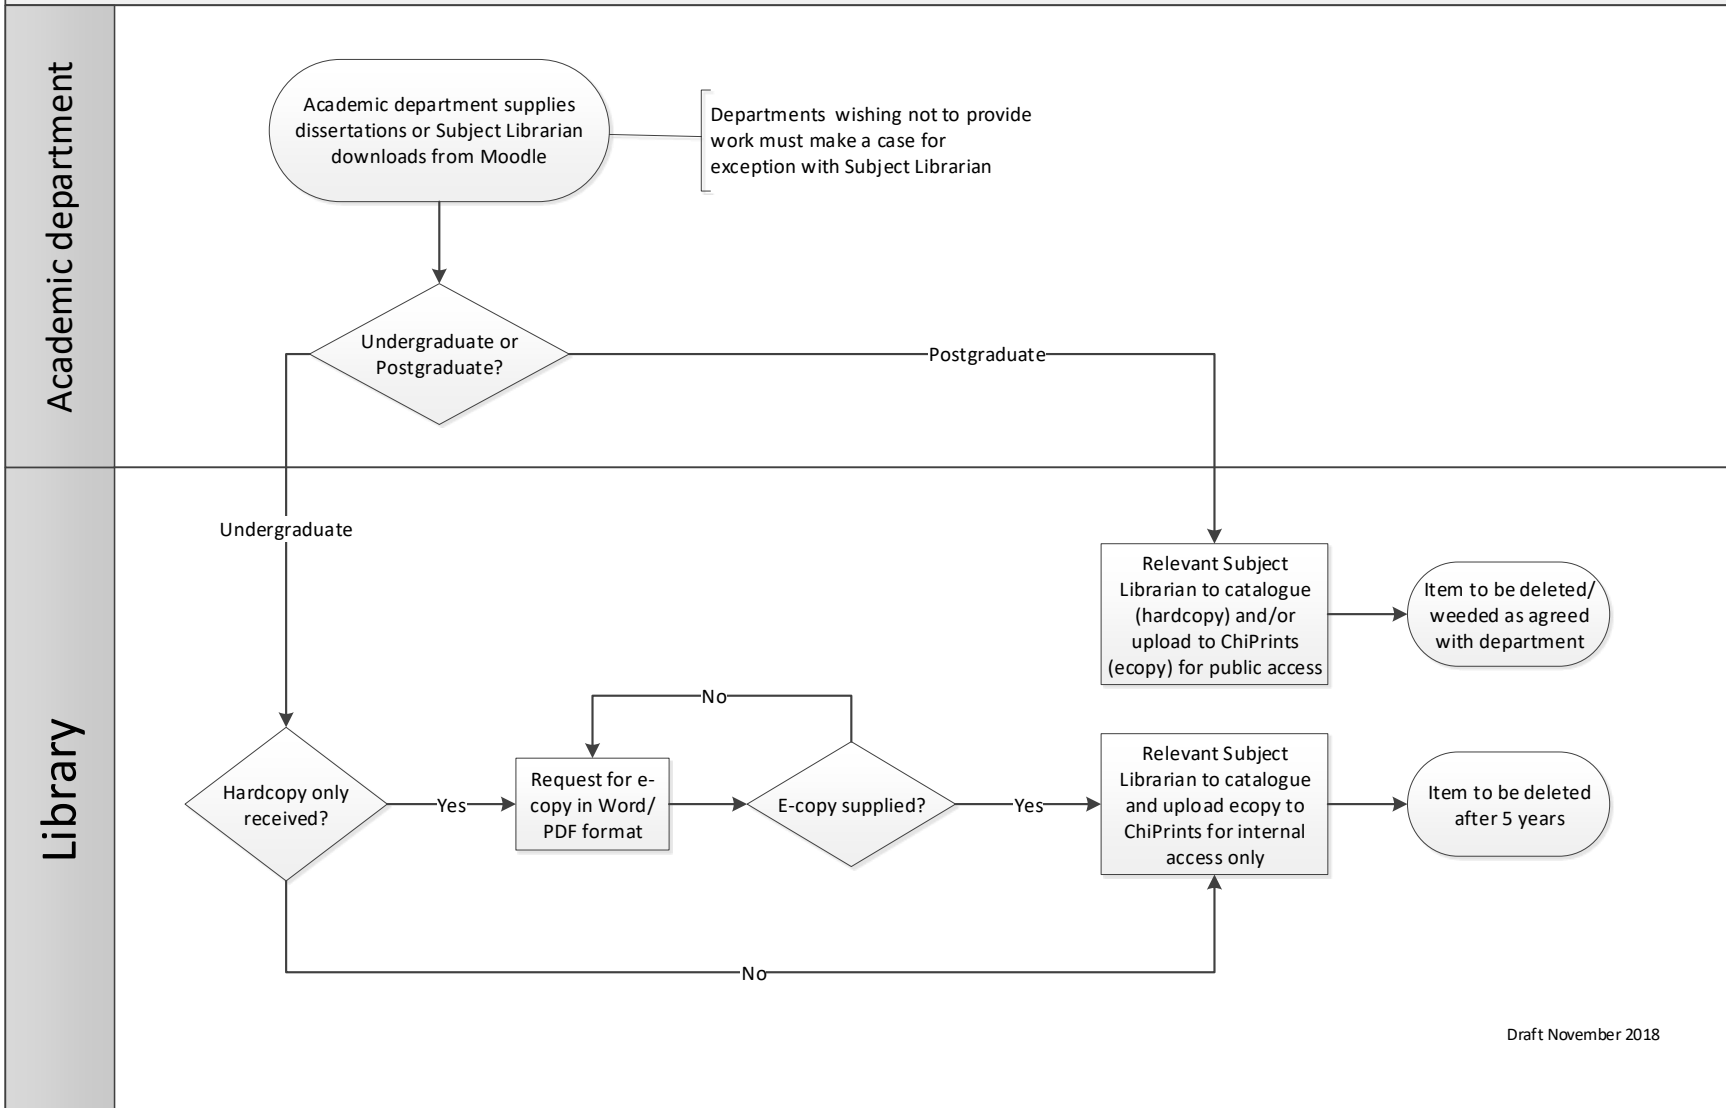 Academic department
Academic department supplies
dissertations or Subject Librarian
downloads from Moodle
Departments wishing not to provide
work must make a case for
exception with Subject Librarian
Undergraduate or
Postgraduate?
Postgraduate
Library
Undergraduate
Relevant Subject
Librarian to catalogue
(hardcopy) and/or
upload to ChiPrints
(ecopy) for public access
Item to be deleted/
weeded as agreed
with department
No
Hardcopy only
received?
Yes
Request for e-
copy in Word/
PDF format
E-copy supplied?
Yes
Relevant Subject
Librarian to catalogue
and upload ecopy to
ChiPrints for internal
access only
Item to be deleted
after 5 years
No
Draft November 2018